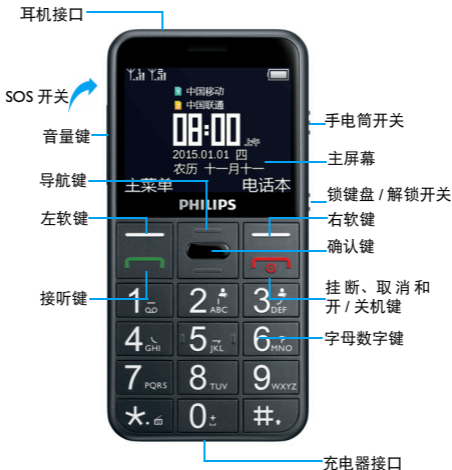 耳机接口
SOS 开关
音量键
导航键
左软键
接听键
中国移动
中国联通
08:00 上午
2015.01.01 四
农历 十一月十一
主菜单 电话本
PHILIPS
手电筒开关
主屏幕
锁键盘 / 解锁开关
右软键
确认键
挂断、取消和
开 / 关机键
字母数字键
1
2 ABC
3 DEF
4 GHI
5 JKL
6 MNO
7 PQRS
8 TUV
9 WXYZ
*.
0
#
充电器接口